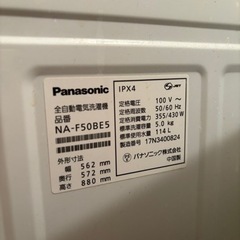 Panasonic
全自動電気洗濯機
品番
NA-F50BE5
外形寸法
幅 562 mm
奥行 572 mm
高さ 880 mm
IPX4
JET
定格電圧 100 V～
定格周波数 50/60 Hz
定格消費電力 355/430 W
標準洗濯容量 5.0 kg
標準使用水量 114 L
製造番号 17N3400824
パナソニック株式会社
中国製